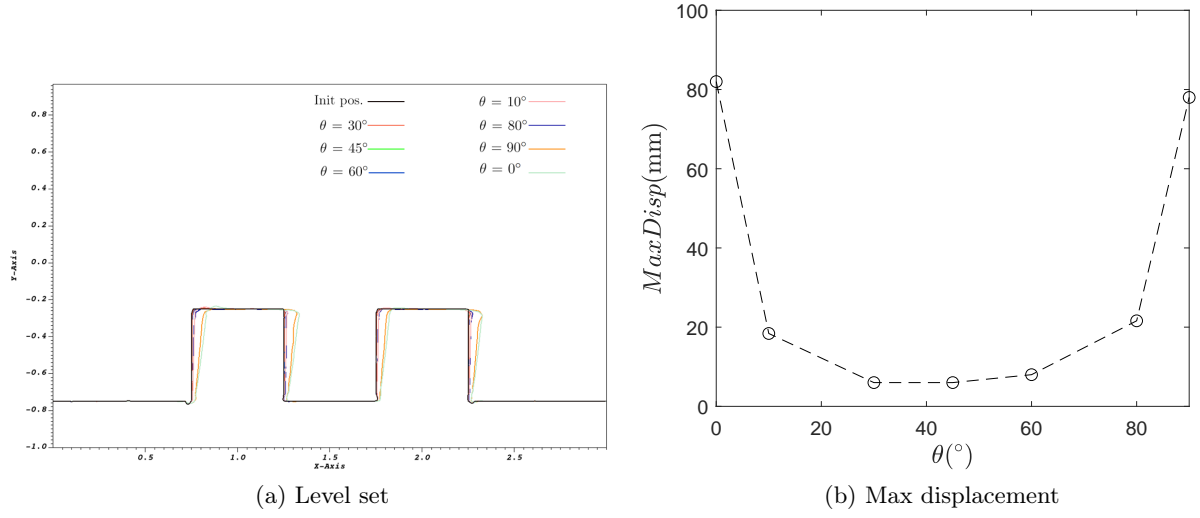 Init pos.
θ = 10°
θ = 30°
θ = 80°
θ = 45°
θ = 90°
θ = 60°
θ = 0°
0.8
0.6
0.4
0.2
0.0
-0.2
-0.4
-0.6
-0.8
-1.0
Y-Axis
0.5 1.0 1.5 2.0 2.5
X-Axis
(a) Level set
100
80
60
40
20
0
MaxDisp(mm)
0 20 40 60 80
θ(°)
(b) Max displacement